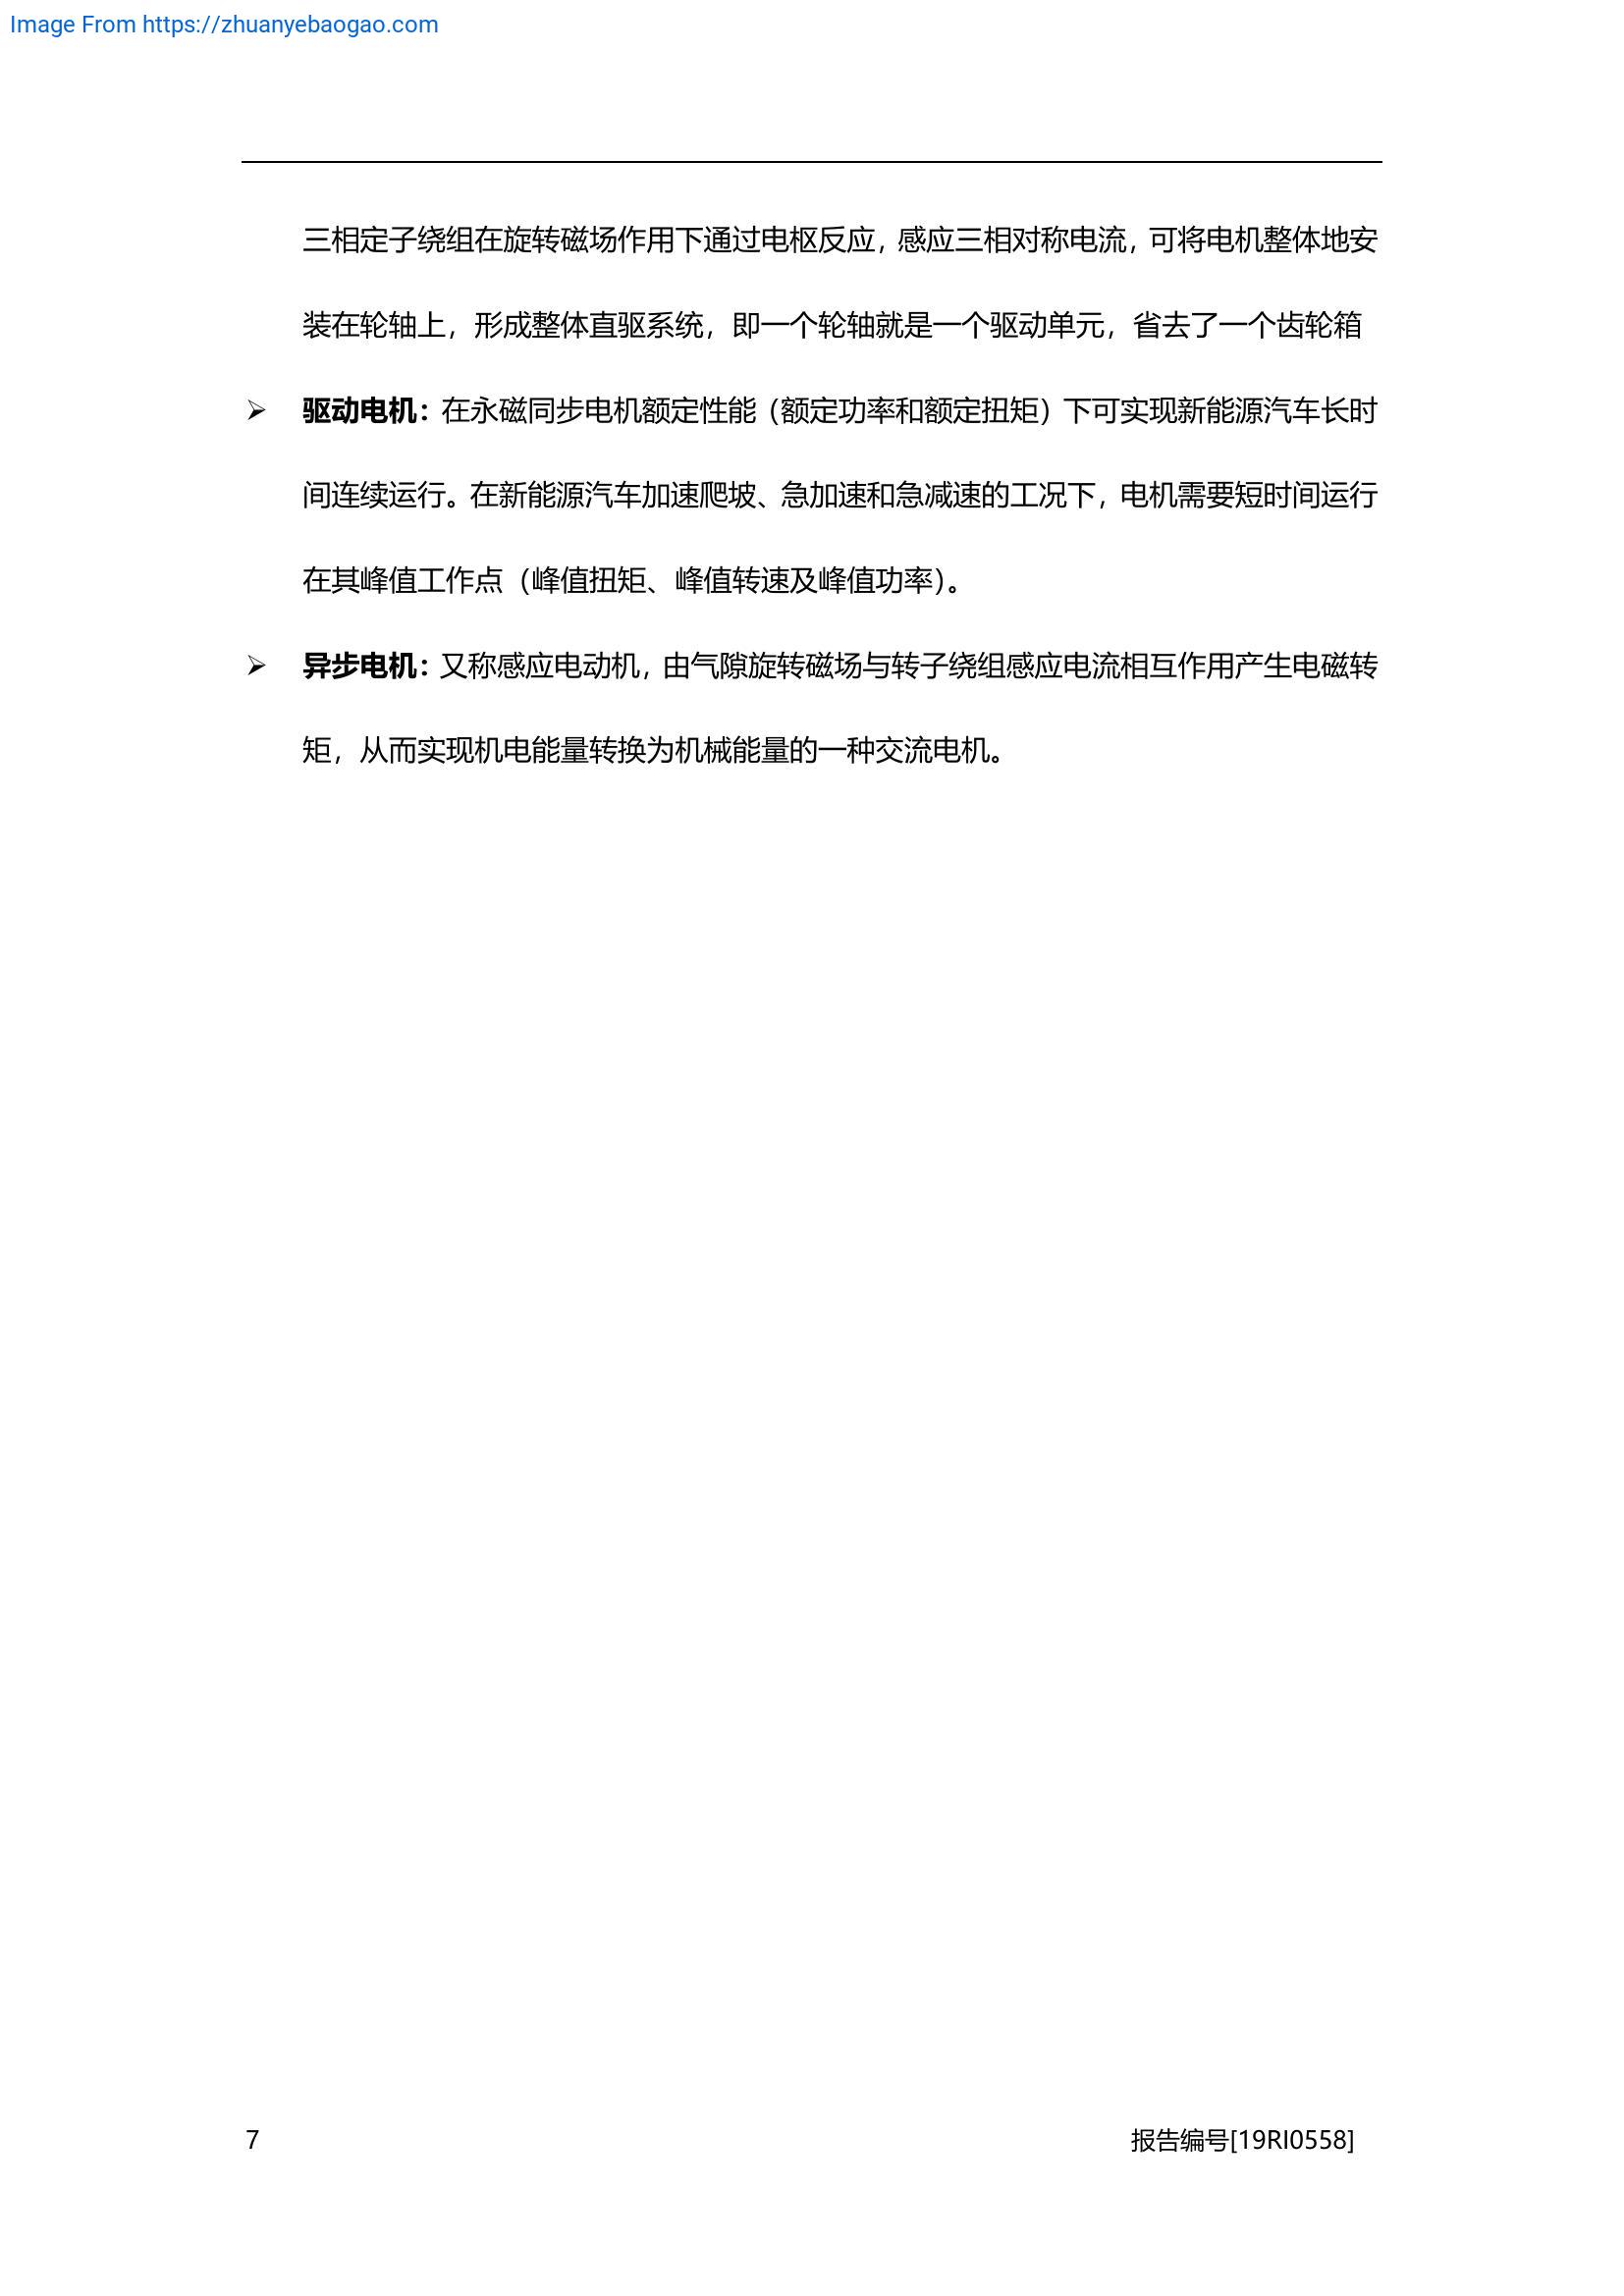 Image From https://zhuanyebaogao.com
三相定子绕组在旋转磁场作用下通过电枢反应，感应三相对称电流，可将电机整体地安
装在轮轴上，形成整体直驱系统，即一个轮轴就是一个驱动单元，省去了一个齿轮箱
➢ 驱动电机：在永磁同步电机额定性能（额定功率和额定扭矩）下可实现新能源汽车长时
间连续运行。在新能源汽车加速爬坡、急加速和急减速的工况下，电机需要短时间运行
在其峰值工作点（峰值扭矩、峰值转速及峰值功率）。
➢ 异步电机：又称感应电动机，由气隙旋转磁场与转子绕组感应电流相互作用产生电磁转
矩，从而实现机电能量转换为机械能量的一种交流电机。
7 报告编号[19RI0558]